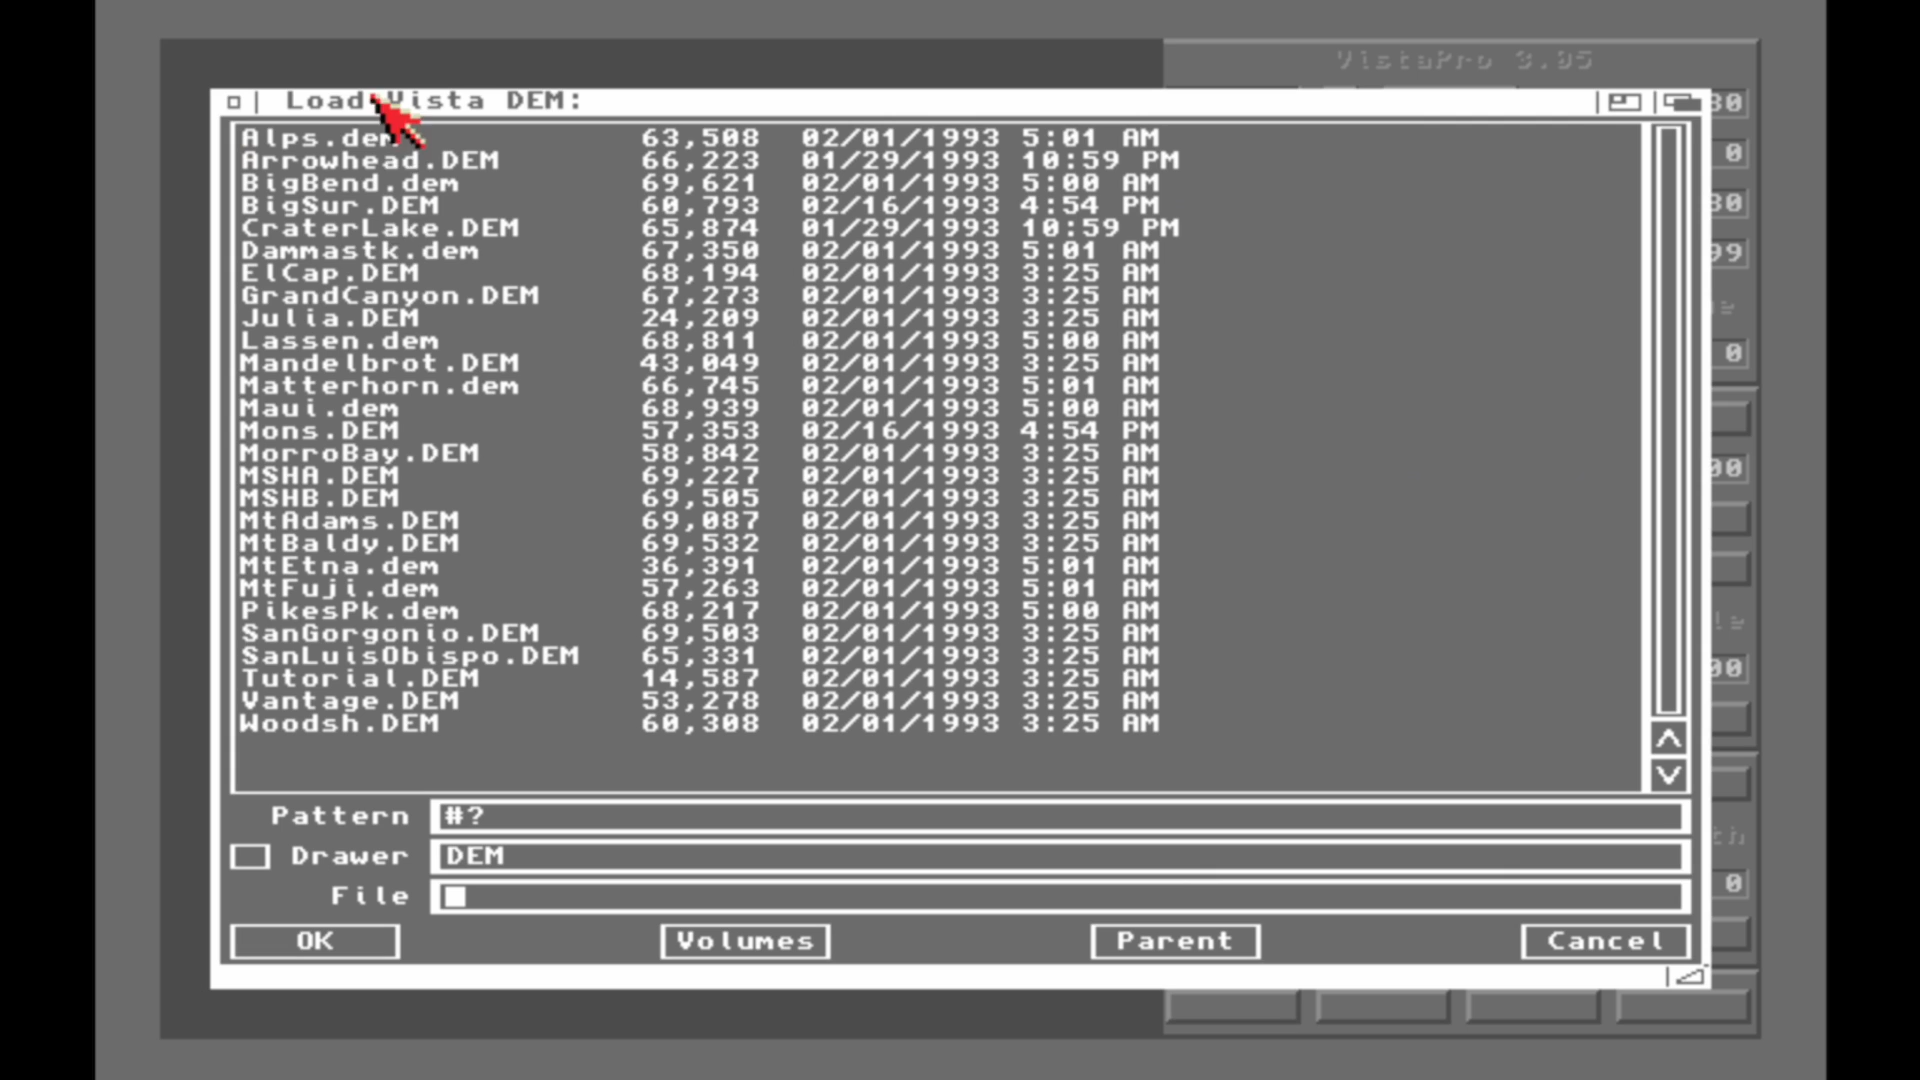 VistaPro 3.05
Load Vista DEM:
Alps.dem 63,508 02/01/1993 5:01 AM
Arrowhead.DEM 66,223 01/29/1993 10:59 PM
BigBend.dem 69,621 02/01/1993 5:00 AM
BigSur.DEM 60,793 02/16/1993 4:54 PM
CraterLake.DEM 65,874 01/29/1993 10:59 PM
Dammastk.dem 67,350 02/01/1993 5:01 AM
ElCap.DEM 68,194 02/01/1993 3:25 AM
GrandCanyon.DEM 67,273 02/01/1993 3:25 AM
Julia.DEM 24,209 02/01/1993 3:25 AM
Lassen.dem 68,811 02/01/1993 5:00 AM
Mandelbrot.DEM 43,049 02/01/1993 3:25 AM
Matterhorn.dem 66,745 02/01/1993 5:01 AM
Maui.dem 68,939 02/01/1993 5:00 AM
Mons.DEM 57,353 02/16/1993 4:54 PM
MorroBay.DEM 58,842 02/01/1993 3:25 AM
MSHA.DEM 69,227 02/01/1993 3:25 AM
MSHB.DEM 69,505 02/01/1993 3:25 AM
MtAdams.DEM 69,087 02/01/1993 3:25 AM
MtBaldy.DEM 69,532 02/01/1993 3:25 AM
MtEtna.dem 36,391 02/01/1993 5:01 AM
MtFuji.dem 57,263 02/01/1993 5:01 AM
PikesPk.dem 68,217 02/01/1993 5:00 AM
SanGorgonio.DEM 69,503 02/01/1993 3:25 AM
SanLuisObispo.DEM 65,331 02/01/1993 3:25 AM
Tutorial.DEM 14,587 02/01/1993 3:25 AM
Vantage.DEM 53,278 02/01/1993 3:25 AM
Woodsh.DEM 60,308 02/01/1993 3:25 AM
Pattern #?
Drawer DEM
File
OK Volumes Parent Cancel